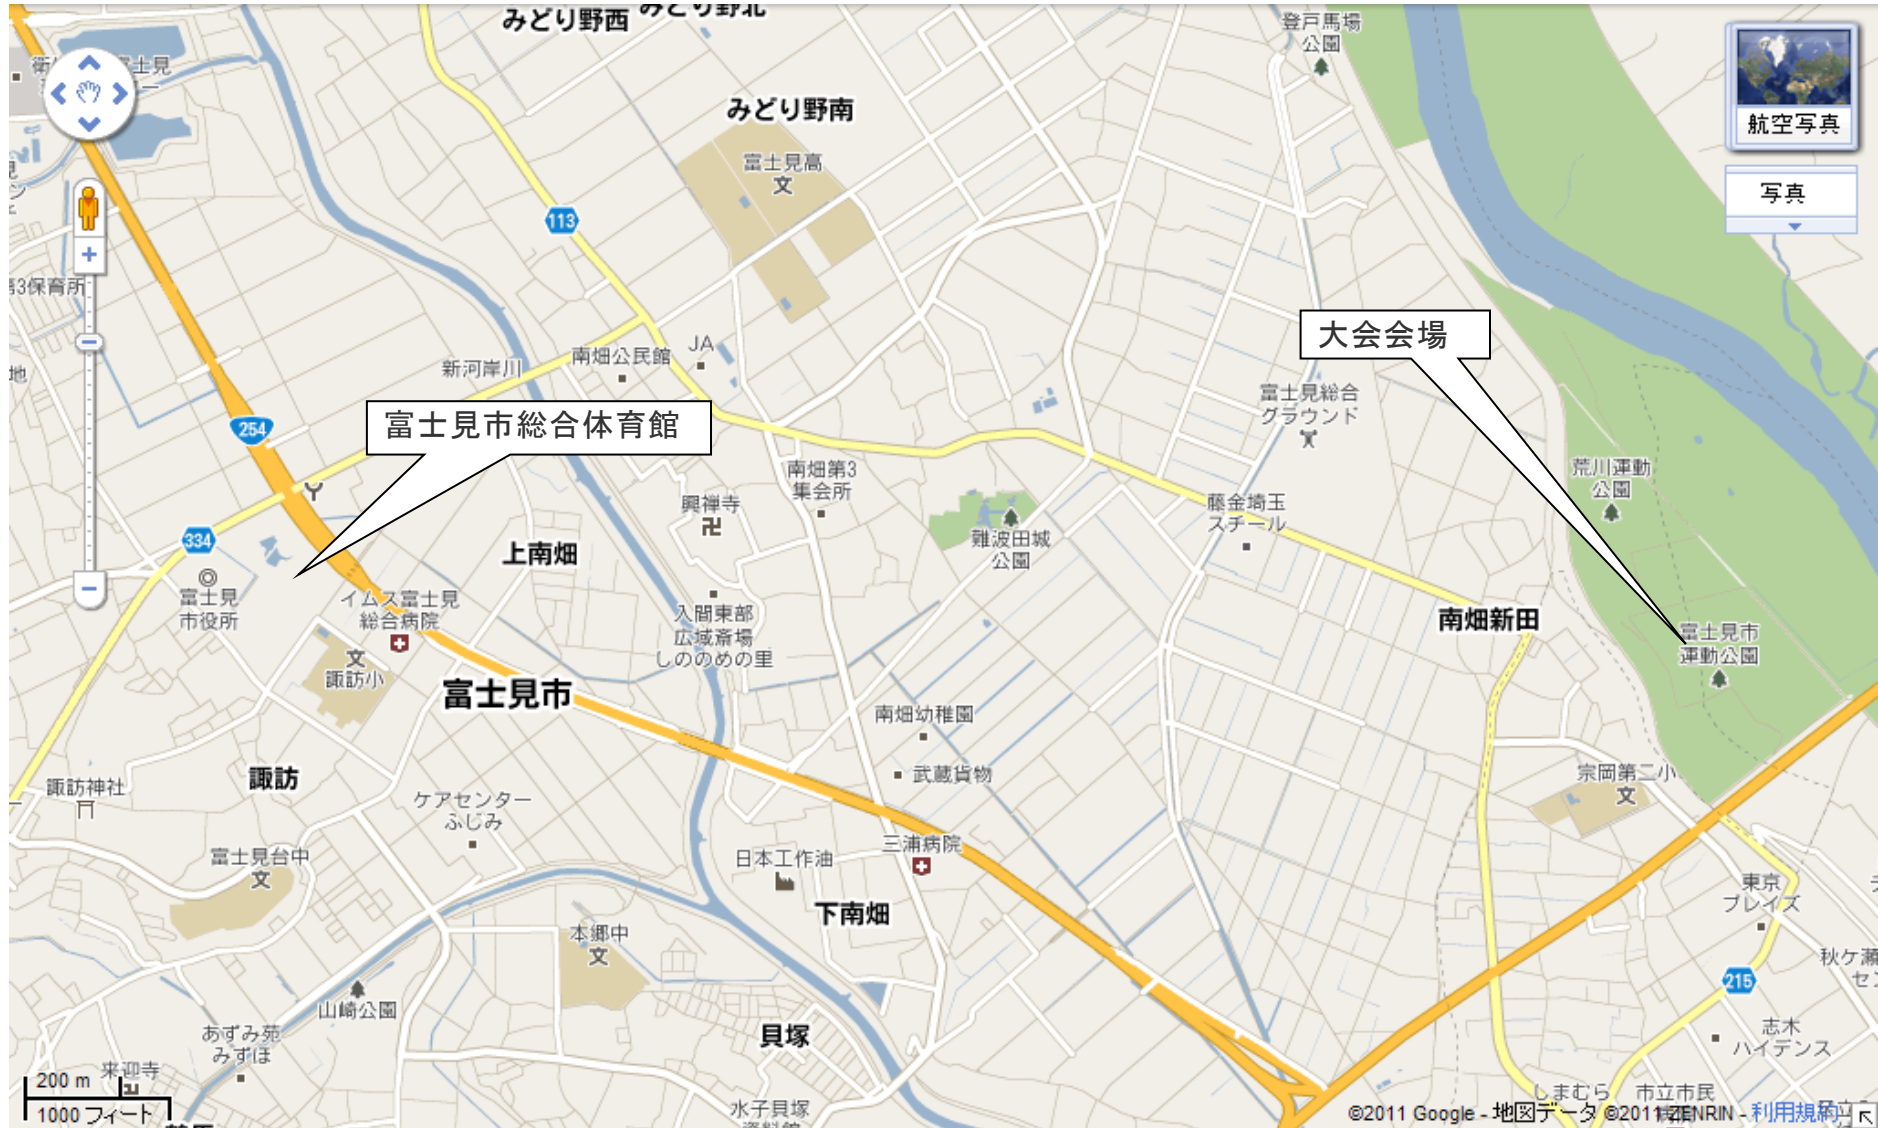 みどり野西
みどり野北
登戸馬場
公園
航空写真
写真
みどり野南
富士見高
文
113
第3保育所
新河岸川
南畑公民館
JA
大会会場
富士見市総合体育館
254
富士見総合
グラウンド
南畑第3
集会所
荒川運動
公園
興禅寺
藤金埼玉
スチール
334
難波田城
公園
上南畑
富士見
市役所
イムス富士見
総合病院
入間東部
広域斎場
しののめの里
南畑新田
富士見市
運動公園
文
諏訪小
富士見市
南畑幼稚園
武蔵貨物
諏訪
諏訪神社
ケアセンター
ふじみ
宗岡第二小
文
富士見台中
文
日本工作油
三浦病院
下南畑
東京
ブレイズ
本郷中
文
秋ケ瀬
215
山崎公園
あずみ苑
みずほ
貝塚
志木
ハイデンス
来迎寺
200 m
1000 フィート
水子貝塚
資料館
しまむら
市立市民
©2011 Google - 地図データ ©2011 ZENRIN - 利用規約